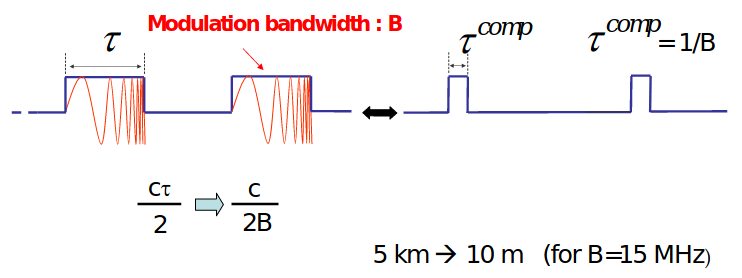 Modulation bandwidth : B
τ
τ^comp
τ^comp = 1/B
cτ
2
c
2B
5 km → 10 m (for B=15 MHz)